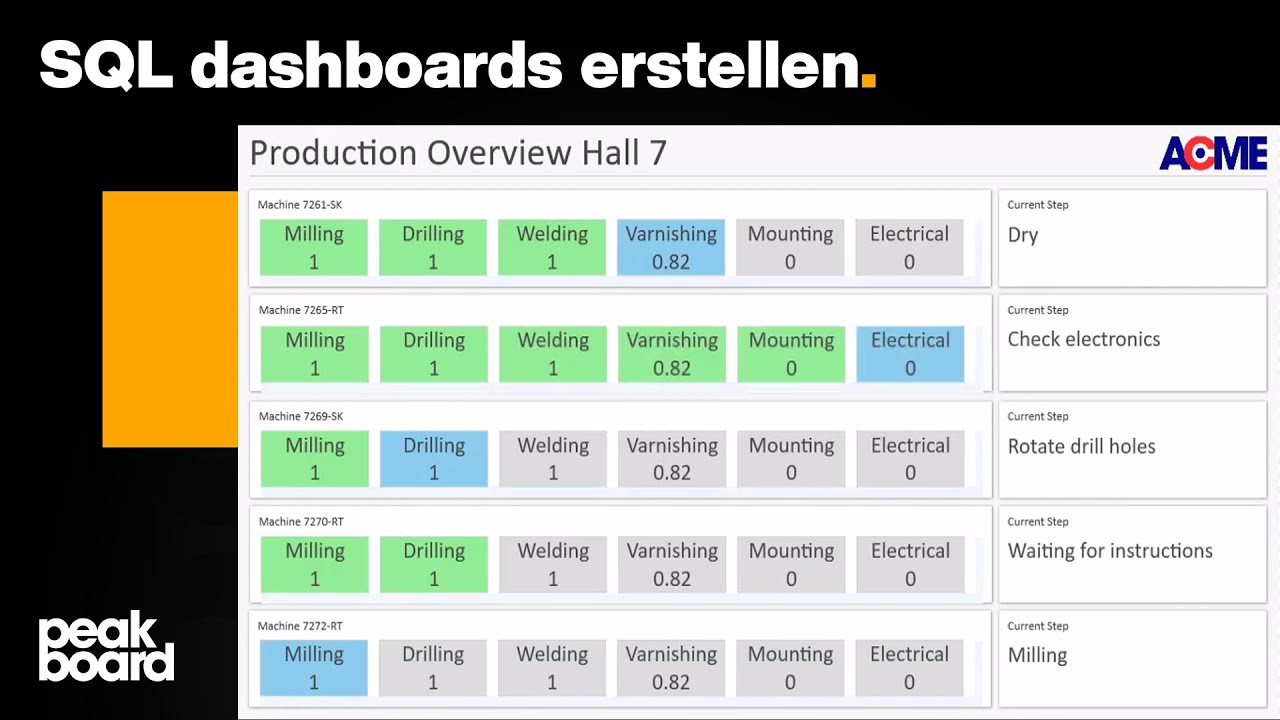 SQL dashboards erstellen.
Production Overview Hall 7
ACME
Machine 7261-SK
Milling Drilling Welding Varnishing Mounting Electrical
1 1 1 0.82 0 0
Current Step
Dry
Machine 7265-RT
Milling Drilling Welding Varnishing Mounting Electrical
1 1 1 0.82 0 0
Current Step
Check electronics
Machine 7269-SK
Milling Drilling Welding Varnishing Mounting Electrical
1 1 1 0.82 0 0
Current Step
Rotate drill holes
Machine 7270-RT
Milling Drilling Welding Varnishing Mounting Electrical
1 1 1 0.82 0 0
Current Step
Waiting for instructions
Machine 7272-RT
Milling Drilling Welding Varnishing Mounting Electrical
1 1 1 0.82 0 0
Current Step
Milling
peak
board